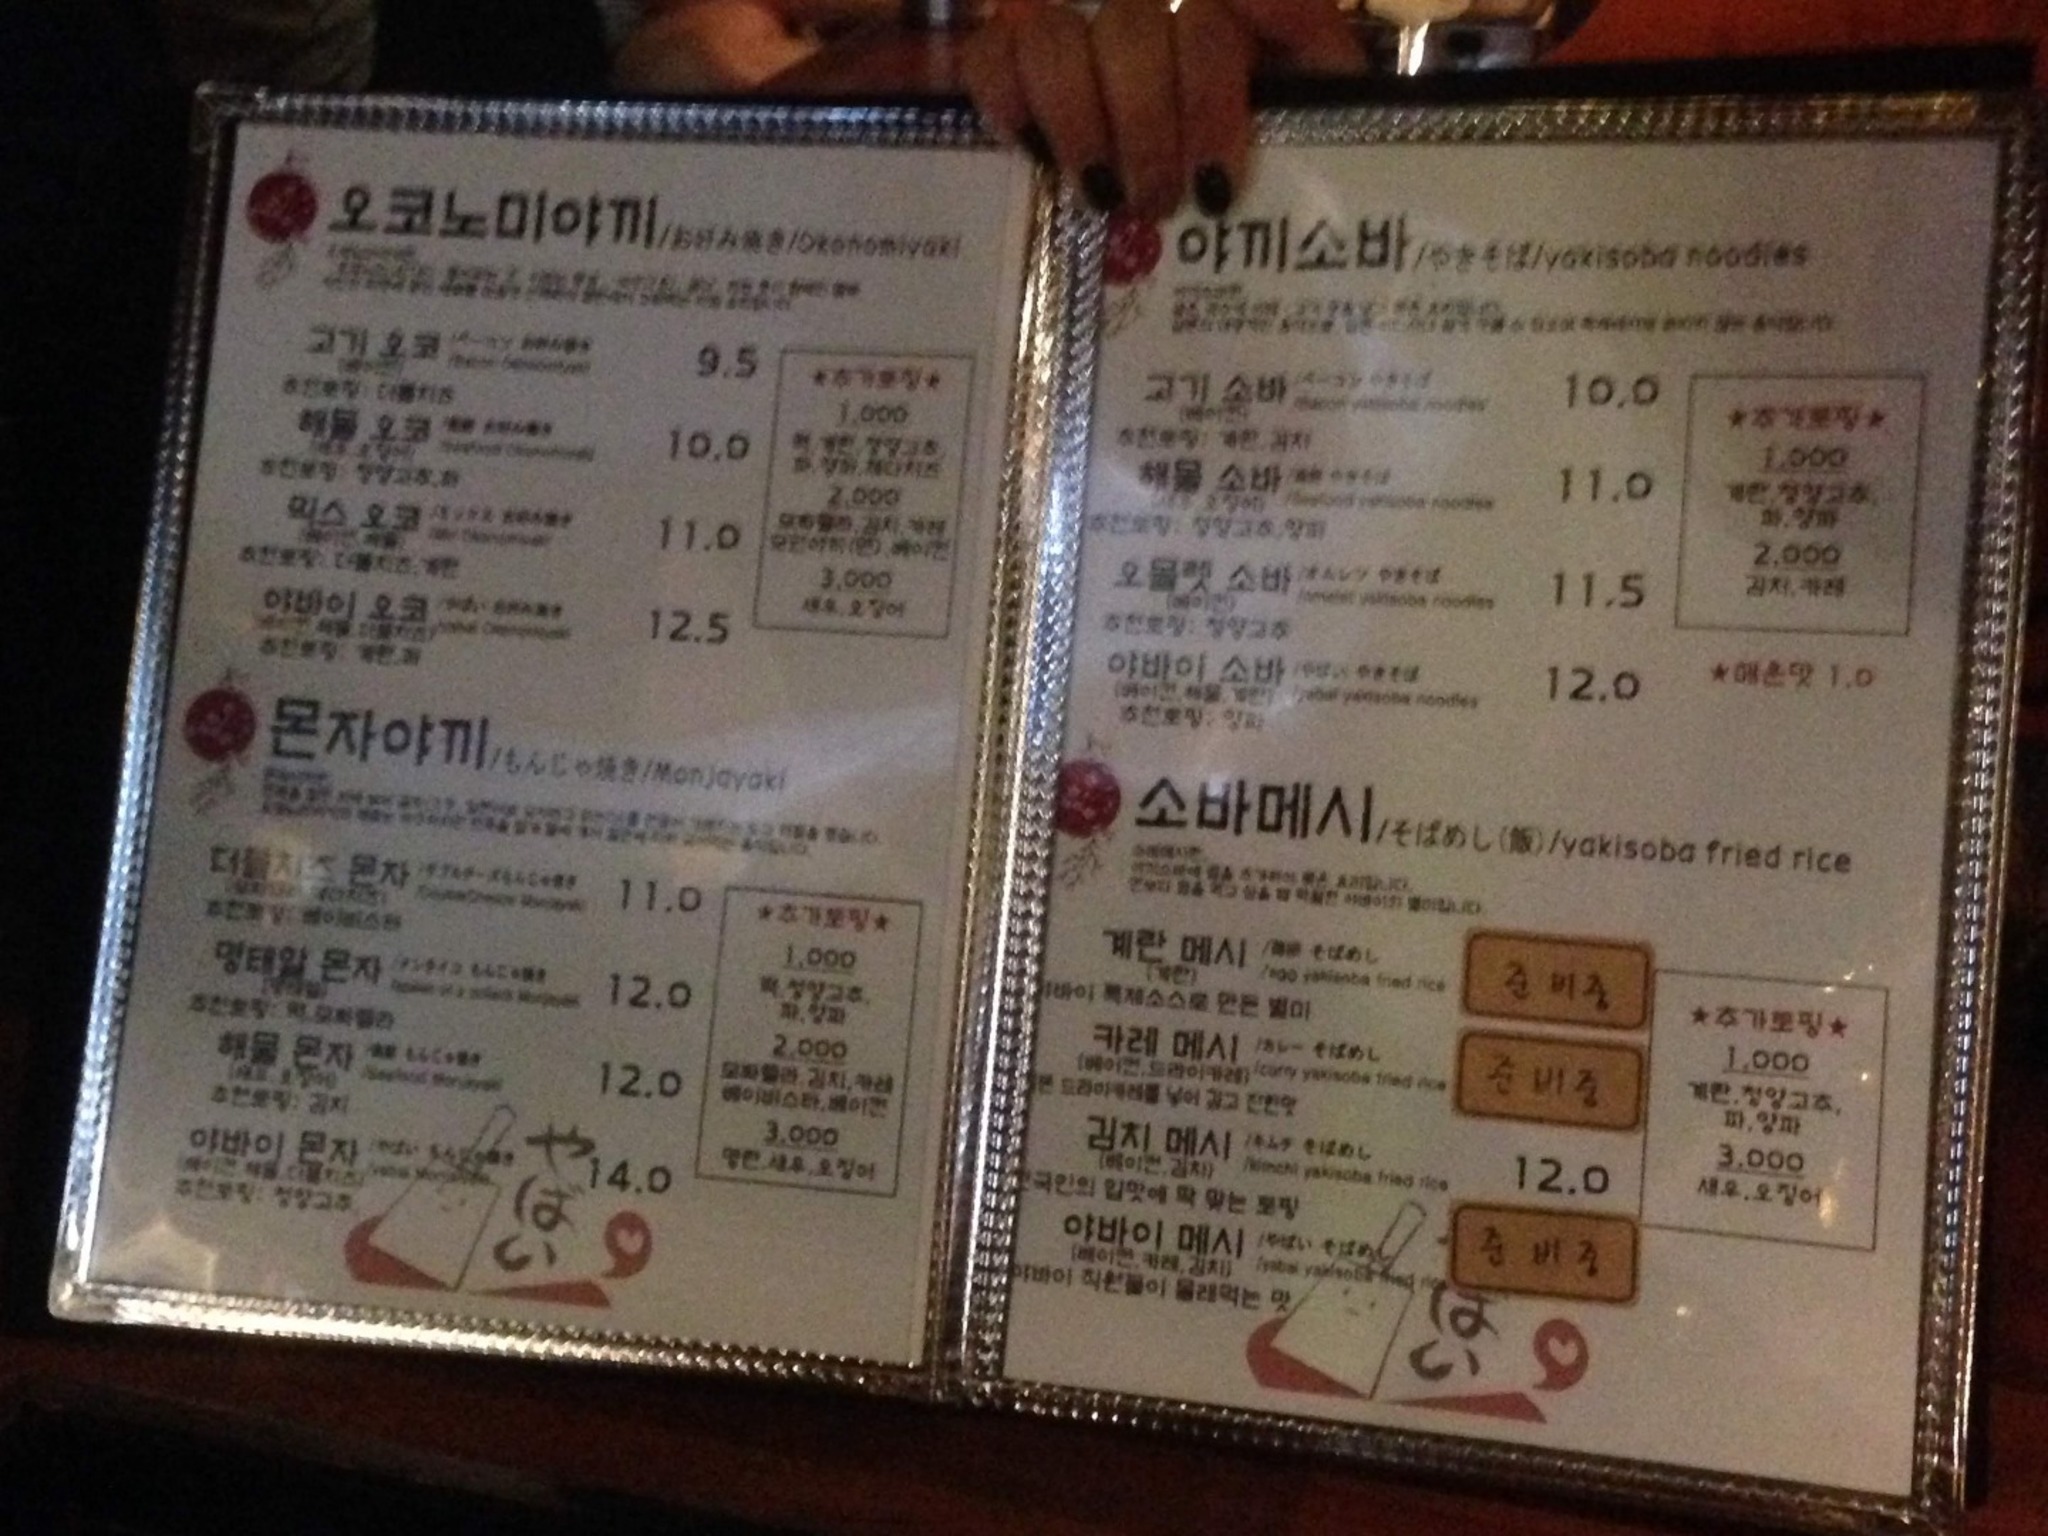 오코노미야끼/お好み焼き/Okonomiyaki
고기 오코 /ベーコン お好み焼き 9.5
(베이컨) /Bacon Okonomiyaki
추천토핑: 더블치즈
해물 오코 /海鮮 お好み焼き 10.0
(새우,오징어) /Seafood Okonomiyaki
추천토핑: 청양고추,파
믹스 오코 /ミックス お好み焼き 11.0
(베이컨,해물) /Mix Okonomiyaki
추천토핑: 더블치즈,계란
야바이 오코 /やばい お好み焼き 12.5
(베이컨,해물,더블치즈) /yabai Okonomiyaki
추천토핑: 계란,파
★추가토핑★
1,000
떡,계란,청양고추,
파,양파,체다치즈
2,000
모짜렐라,김치,카레
모던야끼(면),베이컨
3,000
새우,오징어
몬자야끼/もんじゃ焼き/Monjayaki
더블치즈 몬자 /ダブルチーズもんじゃ焼き 11.0
추천토핑: 베이비스타
명태알 몬자 /メンタイコ もんじゃ焼き 12.0
(명태알)
추천토핑: 떡,모짜렐라
해물 몬자 /海鮮 もんじゃ焼き 12.0
(새우,오징어) /Seafood Monjayaki
추천토핑: 김치
야바이 몬자 /やばい もんじゃ焼き 14.0
(베이컨,해물,더블치즈) /yabai Monjayaki
추천토핑: 청양고추
★추가토핑★
1,000
떡,청양고추,
파,양파
2,000
모짜렐라,김치,카레
베이비스타,베이컨
3,000
명란,새우,오징어
やばい
야끼소바/やきそば/yakisoba noodles
고기 소바 /ベーコン やきそば 10.0
(베이컨) /Bacon yakisoba noodles
추천토핑: 계란,김치
해물 소바 /海鮮 やきそば 11.0
(새우,오징어) /Seafood yakisoba noodles
추천토핑: 청양고추,양파
오믈렛 소바 /オムレツ やきそば 11.5
(베이컨) /omelet yakisoba noodles
추천토핑: 청양고추
야바이 소바 /やばい やきそば 12.0
(베이컨,해물,계란) /yabai yakisoba noodles
추천토핑: 양파
★추가토핑★
1,000
계란,청양고추,
파,양파
2,000
김치,카레
★매운맛 1.0
소바메시/そばめし(飯)/yakisoba fried rice
계란 메시 /鶏卵 そばめし 준비중
(계란) /egg yakisoba fried rice
야바이 특제소스로 만든 별미
카레 메시 /カレー そばめし 준비중
(베이컨,드라이카레) /curry yakisoba fried rice
드라이카레를 넣어 깊고 진한맛
김치 메시 /キムチ そばめし 12.0
(베이컨,김치) /kimchi yakisoba fried rice
한국인의 입맛에 딱 맞는 토핑
야바이 메시 /やばい そばめし 준비중
(베이컨,카레,김치) /yabai yakisoba fried rice
야바이 직원들이 몰래먹는 맛
★추가토핑★
1,000
계란,청양고추,
파,양파
3,000
새우,오징어
ばい